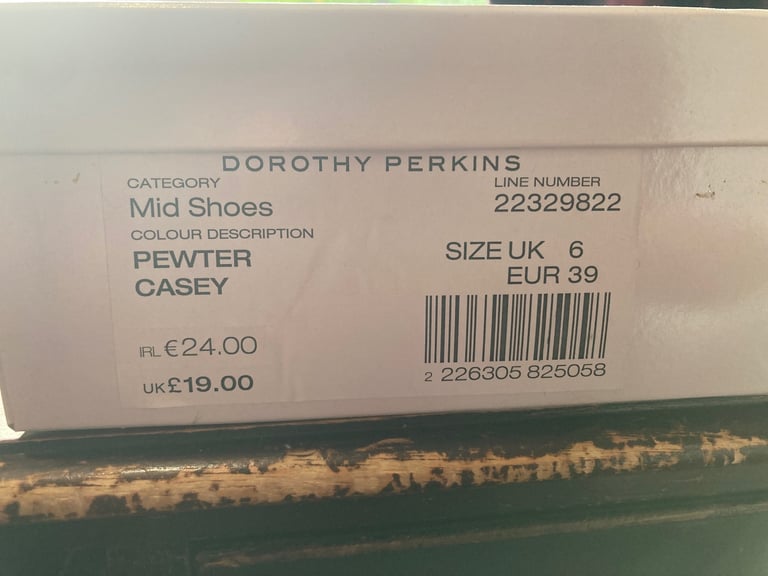 DOROTHY PERKINS
CATEGORY
Mid Shoes
COLOUR DESCRIPTION
PEWTER
CASEY
IRL €24.00
UK £19.00
LINE NUMBER
22329822
SIZE UK 6
EUR 39
2 226305 825058